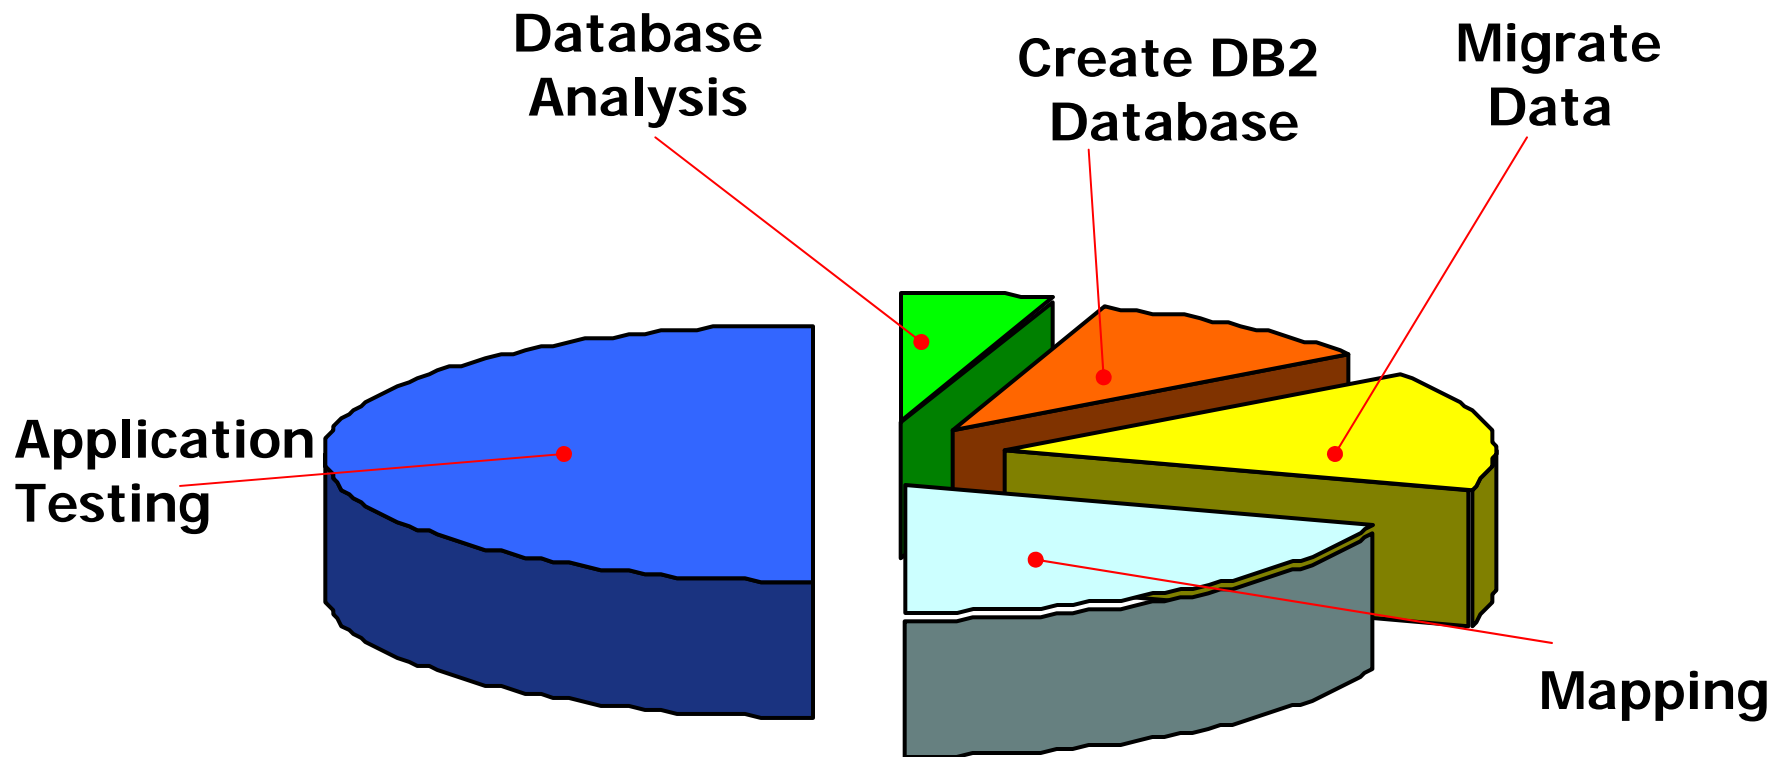 Database
Analysis
Create DB2
Database
Migrate
Data
Application
Testing
Mapping